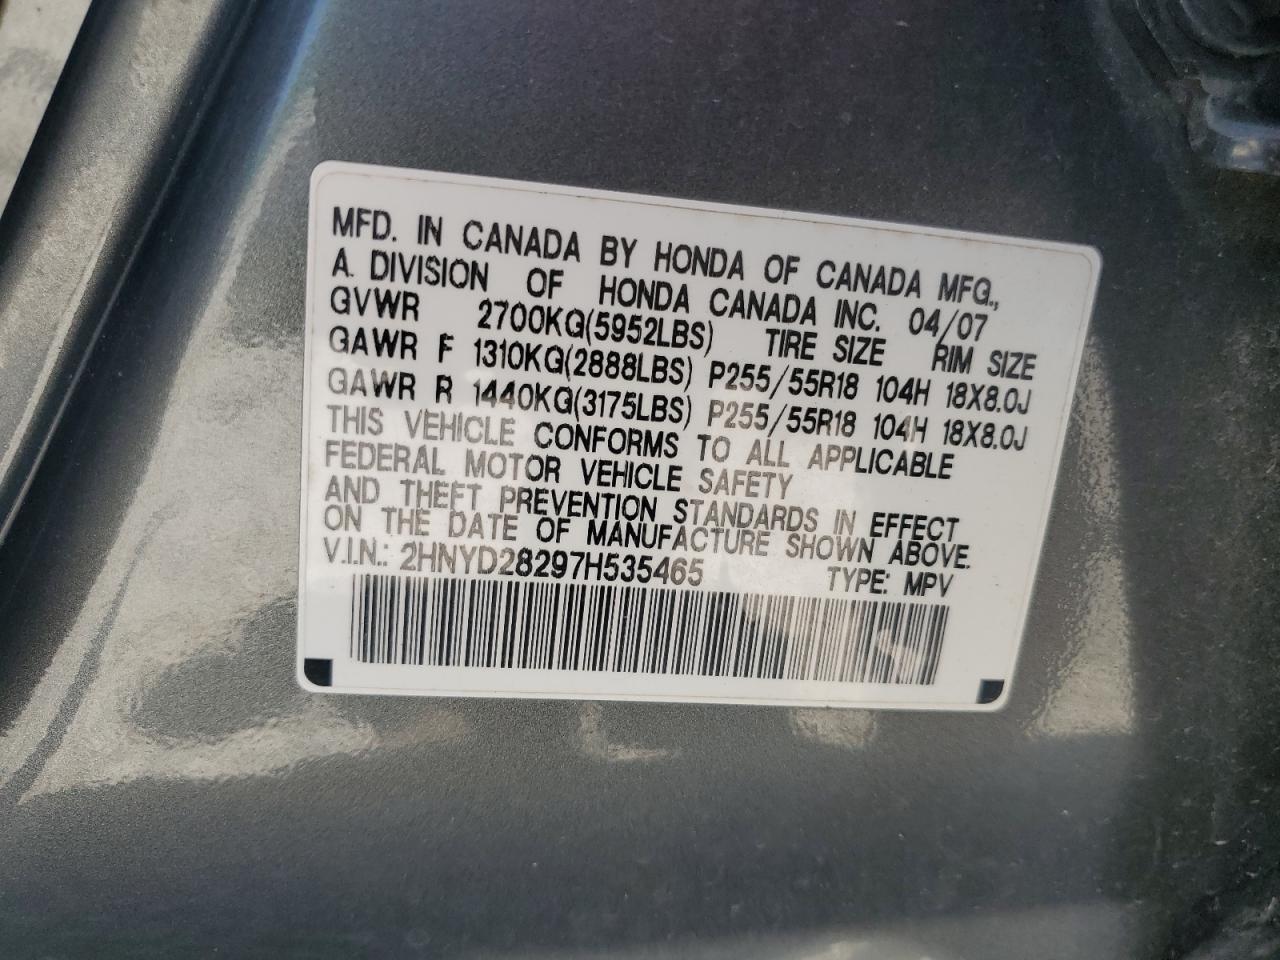 MFD. IN CANADA BY HONDA OF CANADA MFG.,
A DIVISION OF HONDA CANADA INC. 04/07
GVWR 2700KG(5952LBS) TIRE SIZE RIM SIZE
GAWR F 1310KG(2888LBS) P255/55R18 104H 18X8.0J
GAWR R 1440KG(3175LBS) P255/55R18 104H 18X8.0J
THIS VEHICLE CONFORMS TO ALL APPLICABLE
FEDERAL MOTOR VEHICLE SAFETY
AND THEFT PREVENTION STANDARDS IN EFFECT
ON THE DATE OF MANUFACTURE SHOWN ABOVE.
V.I.N.: 2HNYD28297H535465 TYPE: MPV